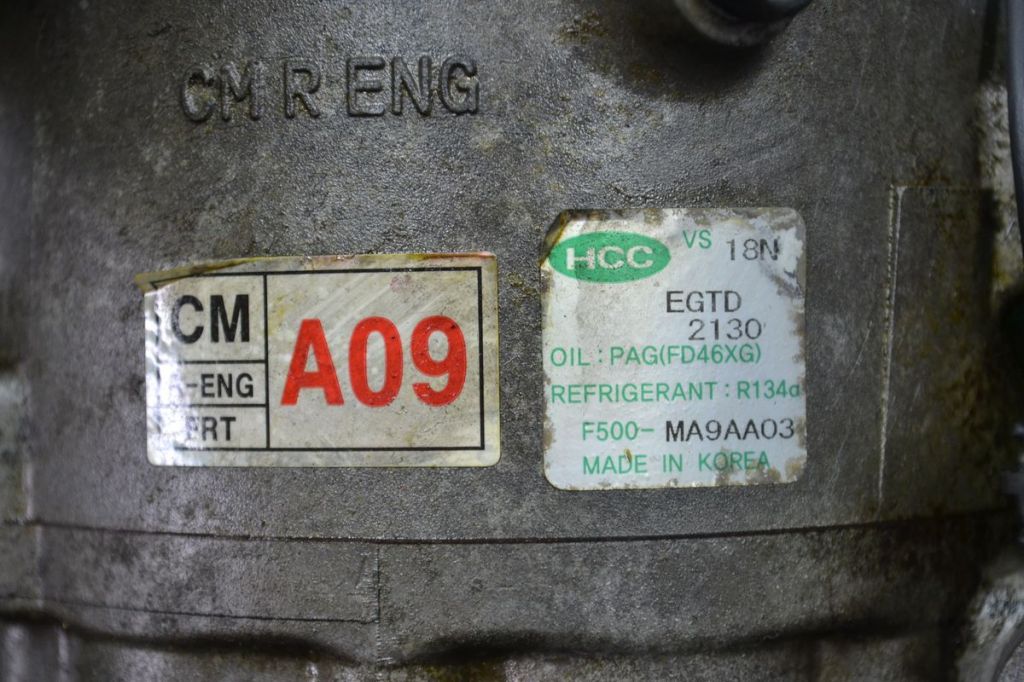 CM R ENG
CM
R-ENG
FRT
A09
HCC VS 18N
EGTD
2130
OIL : PAG(FD46XG)
REFRIGERANT : R134a
F500- MA9AA03
MADE IN KOREA